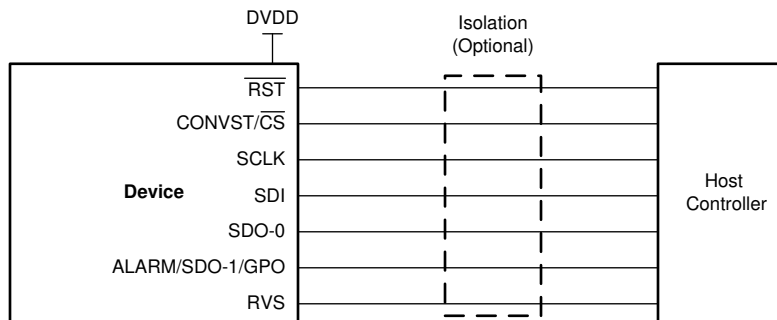 DVDD
Isolation
(Optional)
RST
CONVST/CS
SCLK
Device
SDI
SDO-0
ALARM/SDO-1/GPO
RVS
Host
Controller